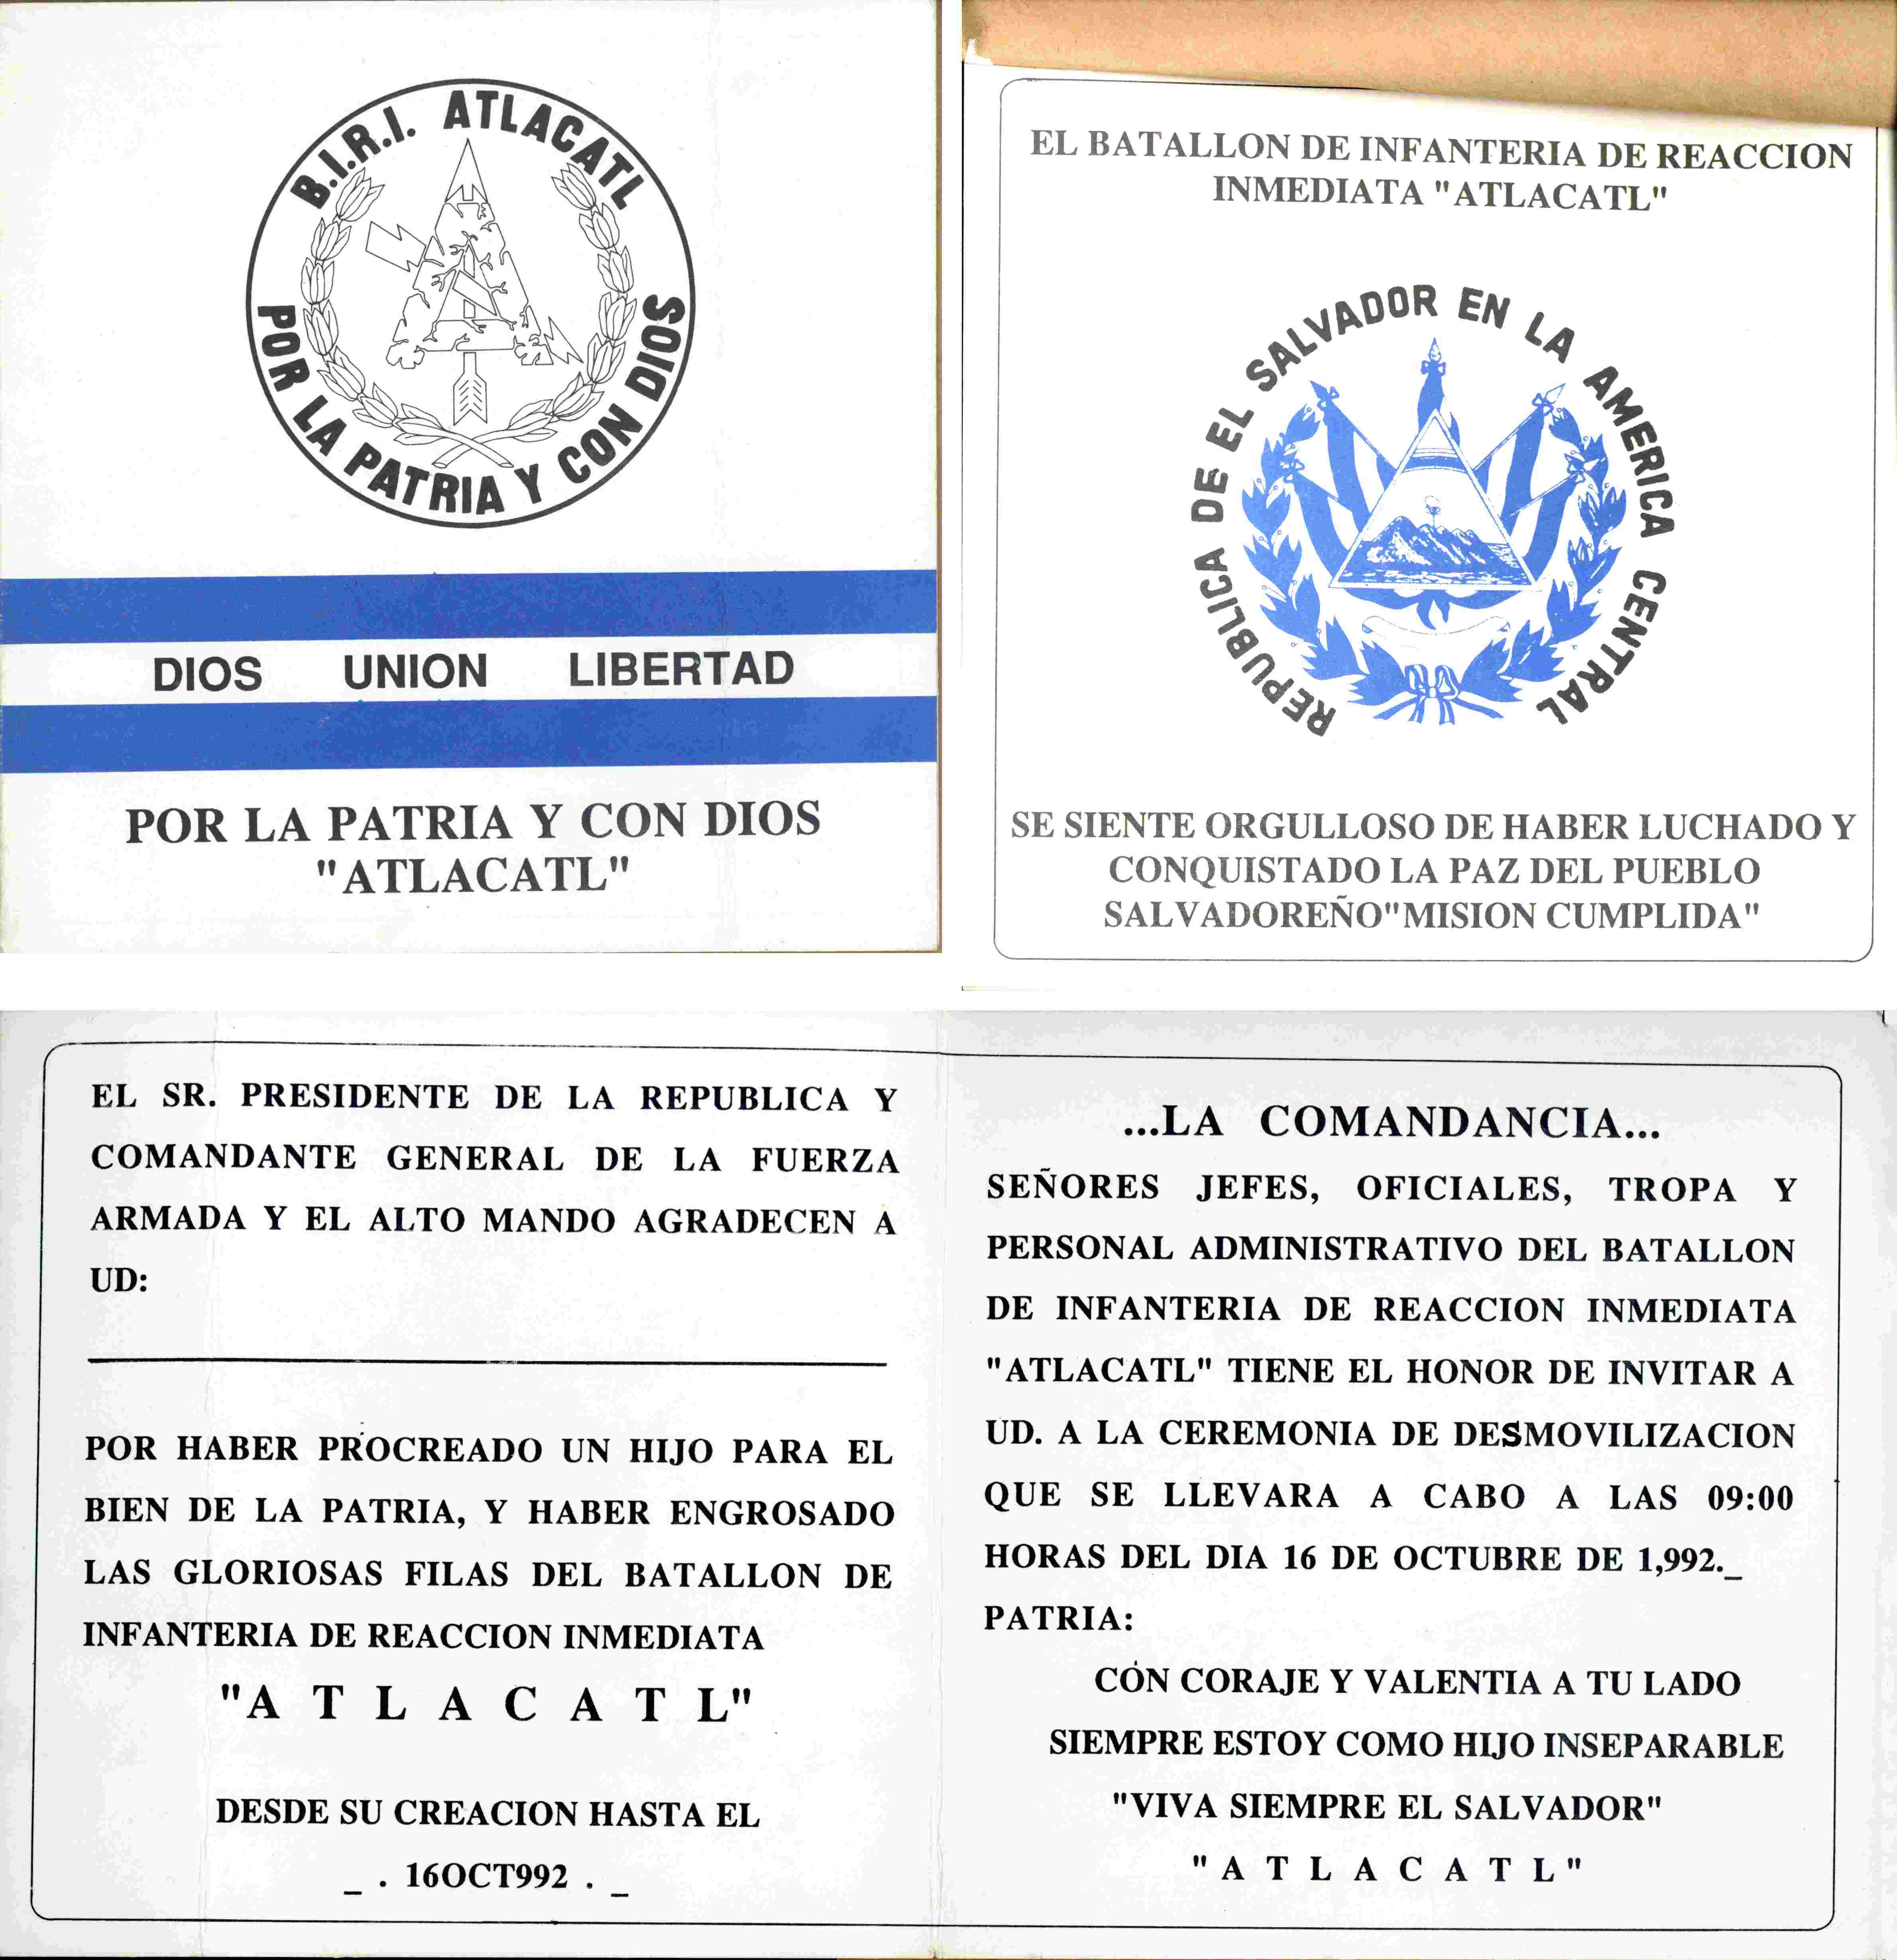 B.I.R.I. ATLACATL
POR LA PATRIA Y CON DIOS
DIOS UNION LIBERTAD
POR LA PATRIA Y CON DIOS
"ATLACATL"
EL BATALLON DE INFANTERIA DE REACCION
INMEDIATA "ATLACATL"
REPUBLICA DE EL SALVADOR EN LA AMERICA CENTRAL
SE SIENTE ORGULLOSO DE HABER LUCHADO Y
CONQUISTADO LA PAZ DEL PUEBLO
SALVADOREÑO"MISION CUMPLIDA"
EL SR. PRESIDENTE DE LA REPUBLICA Y
COMANDANTE GENERAL DE LA FUERZA
ARMADA Y EL ALTO MANDO AGRADECEN A
UD:
POR HABER PROCREADO UN HIJO PARA EL
BIEN DE LA PATRIA, Y HABER ENGROSADO
LAS GLORIOSAS FILAS DEL BATALLON DE
INFANTERIA DE REACCION INMEDIATA
"A T L A C A T L"
DESDE SU CREACION HASTA EL
_ . 16OCT992 . _
...LA COMANDANCIA...
SEÑORES JEFES, OFICIALES, TROPA Y
PERSONAL ADMINISTRATIVO DEL BATALLON
DE INFANTERIA DE REACCION INMEDIATA
"ATLACATL" TIENE EL HONOR DE INVITAR A
UD. A LA CEREMONIA DE DESMOVILIZACION
QUE SE LLEVARA A CABO A LAS 09:00
HORAS DEL DIA 16 DE OCTUBRE DE 1,992._
PATRIA:
CON CORAJE Y VALENTIA A TU LADO
SIEMPRE ESTOY COMO HIJO INSEPARABLE
"VIVA SIEMPRE EL SALVADOR"
"A T L A C A T L"